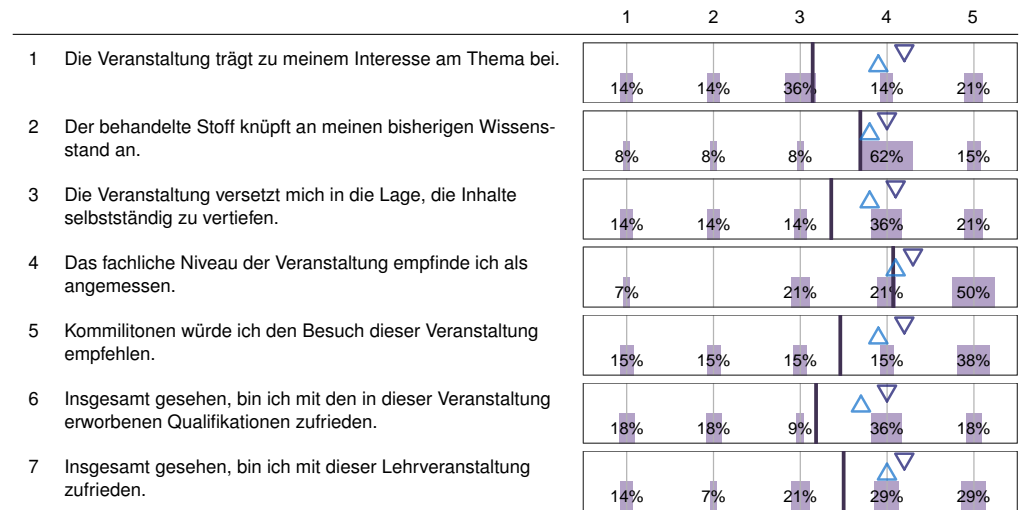 1 2 3 4 5
1 Die Veranstaltung trägt zu meinem Interesse am Thema bei.
14% 14% 36% 14% 21%
2 Der behandelte Stoff knüpft an meinen bisherigen Wissens-
stand an.
8% 8% 8% 62% 15%
3 Die Veranstaltung versetzt mich in die Lage, die Inhalte
selbstständig zu vertiefen.
14% 14% 14% 36% 21%
4 Das fachliche Niveau der Veranstaltung empfinde ich als
angemessen.
7% 21% 21% 50%
5 Kommilitonen würde ich den Besuch dieser Veranstaltung
empfehlen.
15% 15% 15% 15% 38%
6 Insgesamt gesehen, bin ich mit den in dieser Veranstaltung
erworbenen Qualifikationen zufrieden.
18% 18% 9% 36% 18%
7 Insgesamt gesehen, bin ich mit dieser Lehrveranstaltung
zufrieden.
14% 7% 21% 29% 29%